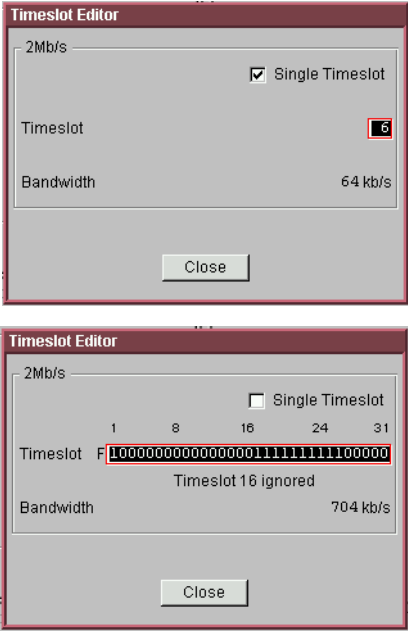 Timeslot Editor
2Mb/s
Single Timeslot
Timeslot 6
Bandwidth 64 kb/s
Close
Timeslot Editor
2Mb/s
Single Timeslot
1 8 16 24 31
Timeslot F 1000000000000000111111111100000
Timeslot 16 ignored
Bandwidth 704 kb/s
Close